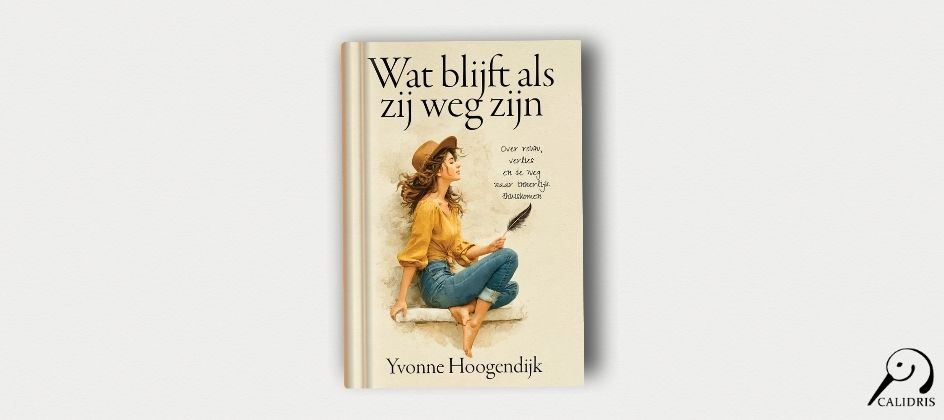 Wat blijft als
zij weg zijn
Over rouw,
verlies
en de weg
naar innerlijk
thuiskomen
Yvonne Hoogendijk
CALIDRIS